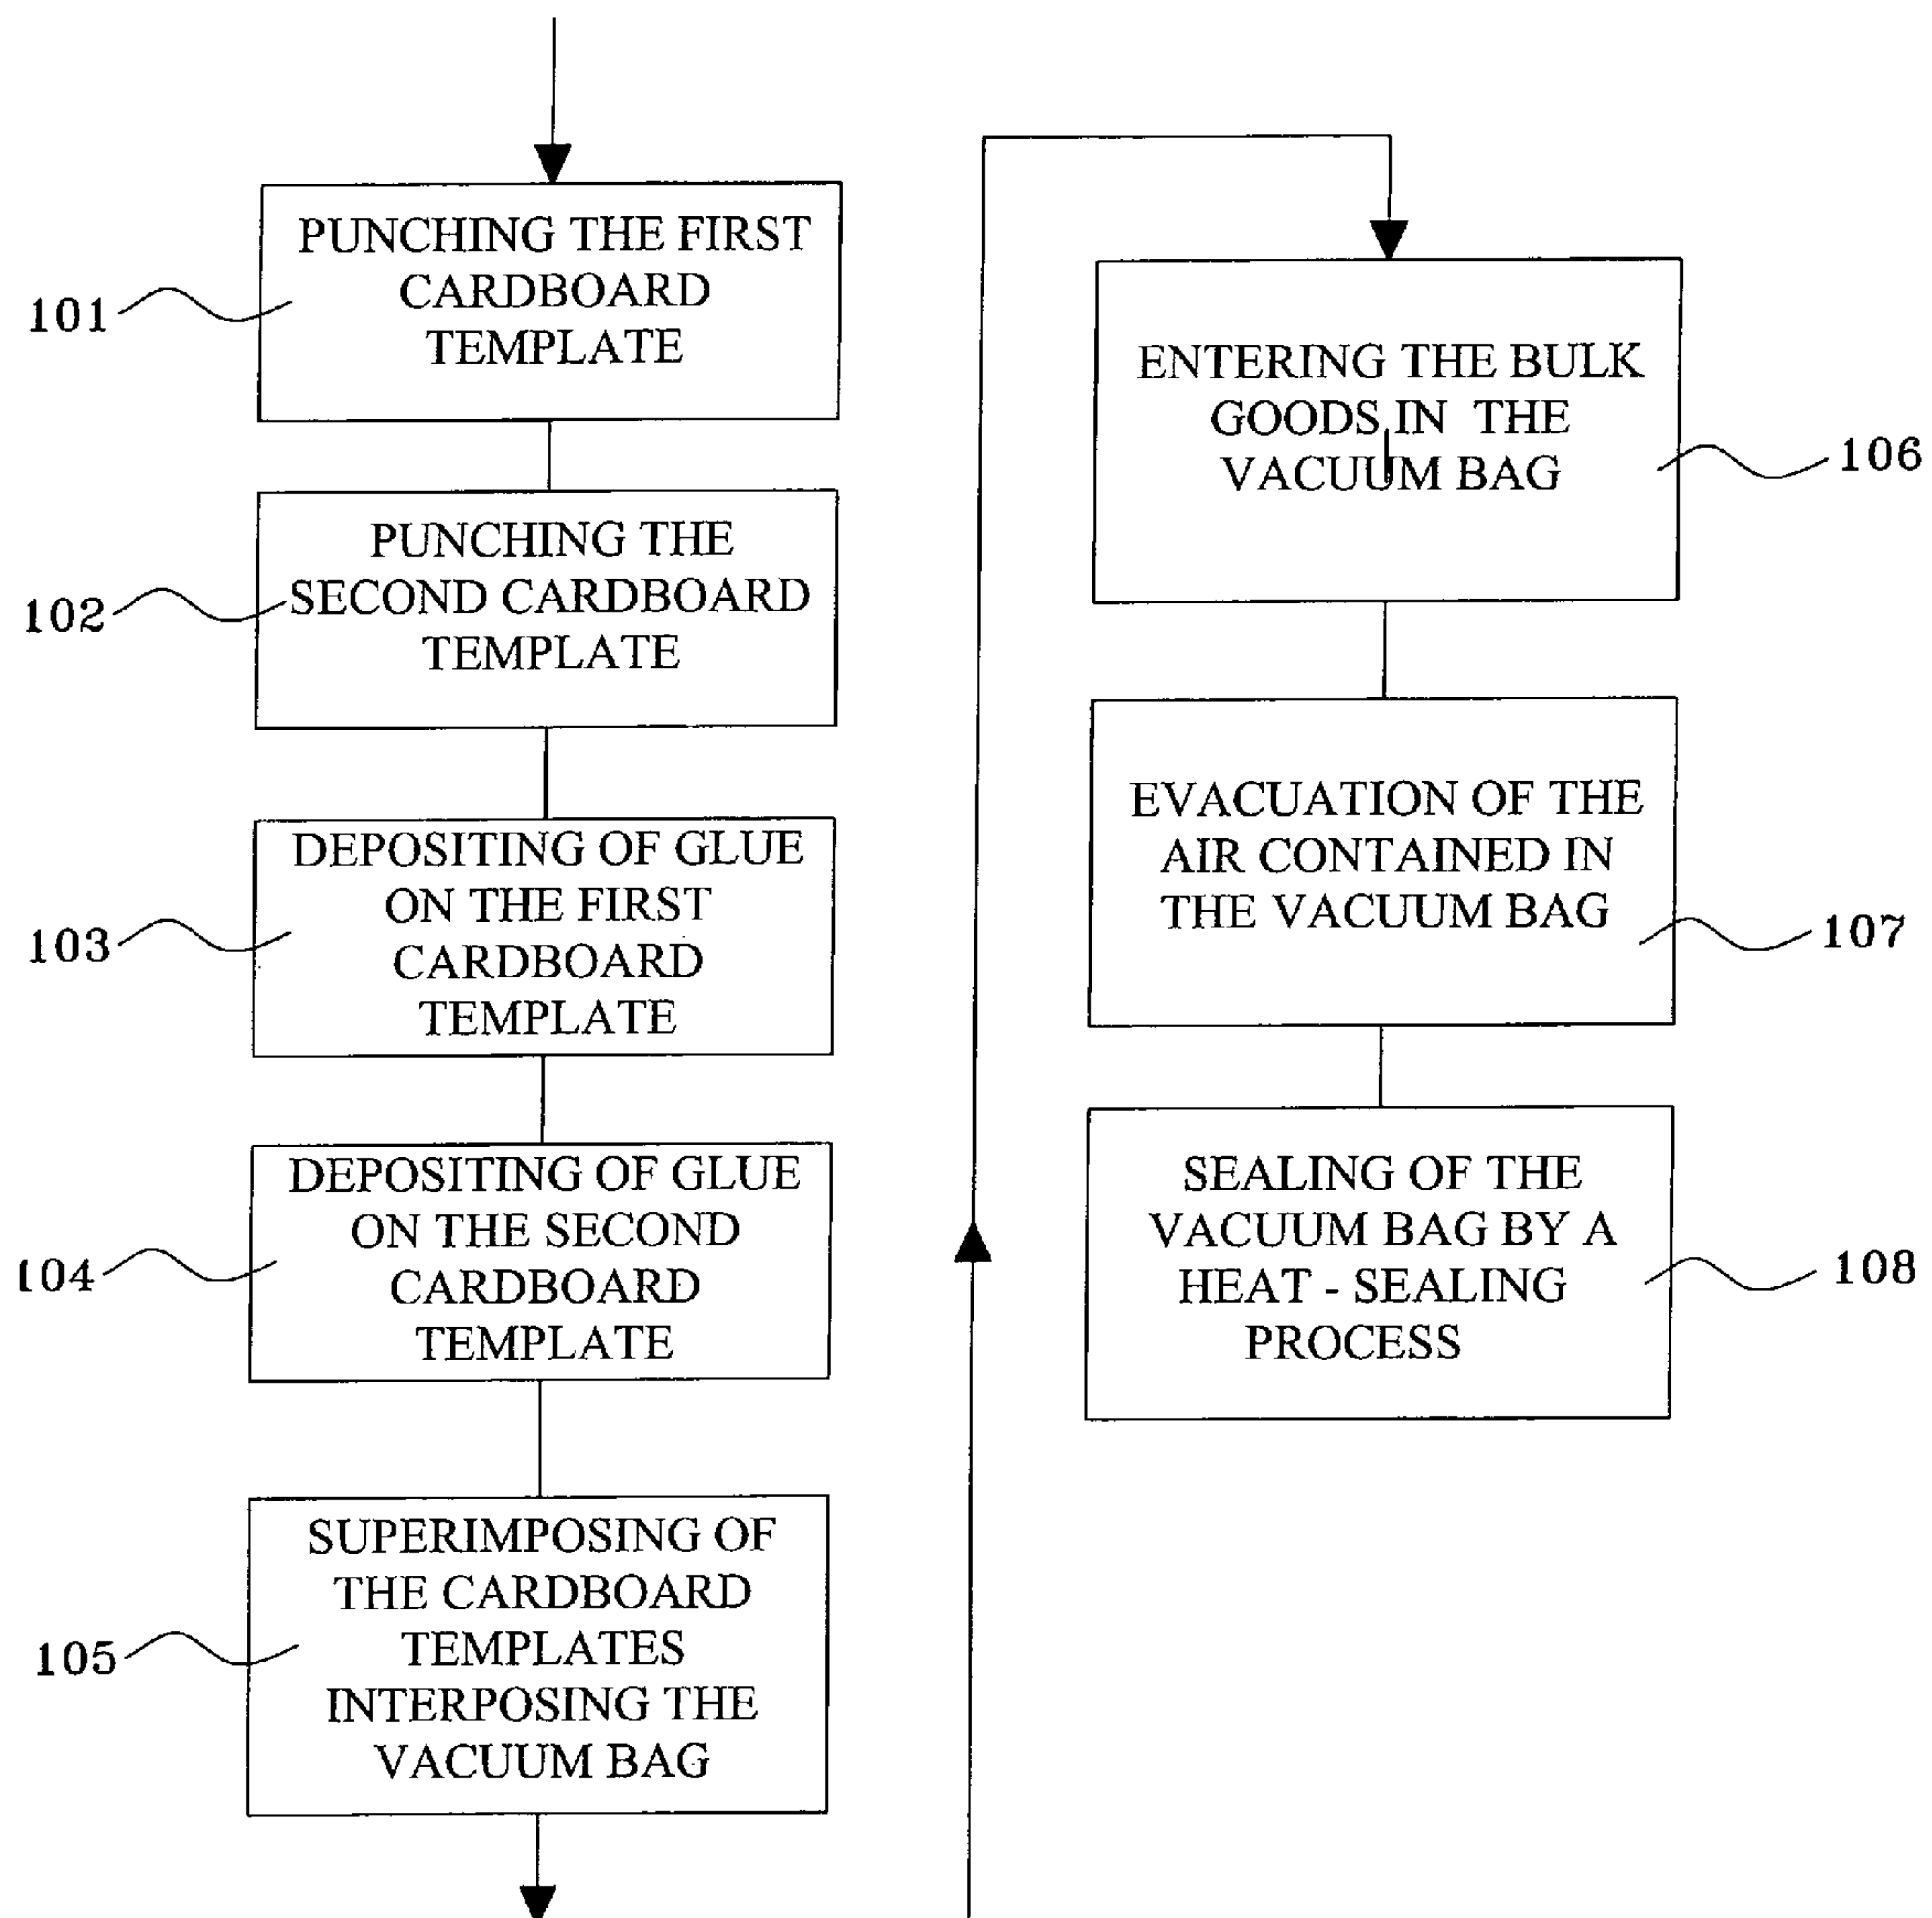 101
PUNCHING THE FIRST
CARDBOARD
TEMPLATE
102
PUNCHING THE
SECOND CARDBOARD
TEMPLATE
103
DEPOSITING OF GLUE
ON THE FIRST
CARDBOARD
TEMPLATE
104
DEPOSITING OF GLUE
ON THE SECOND
CARDBOARD
TEMPLATE
105
SUPERIMPOSING OF
THE CARDBOARD
TEMPLATES
INTERPOSING THE
VACUUM BAG
106
ENTERING THE BULK
GOODS IN THE
VACUUM BAG
107
EVACUATION OF THE
AIR CONTAINED IN
THE VACUUM BAG
108
SEALING OF THE
VACUUM BAG BY A
HEAT - SEALING
PROCESS